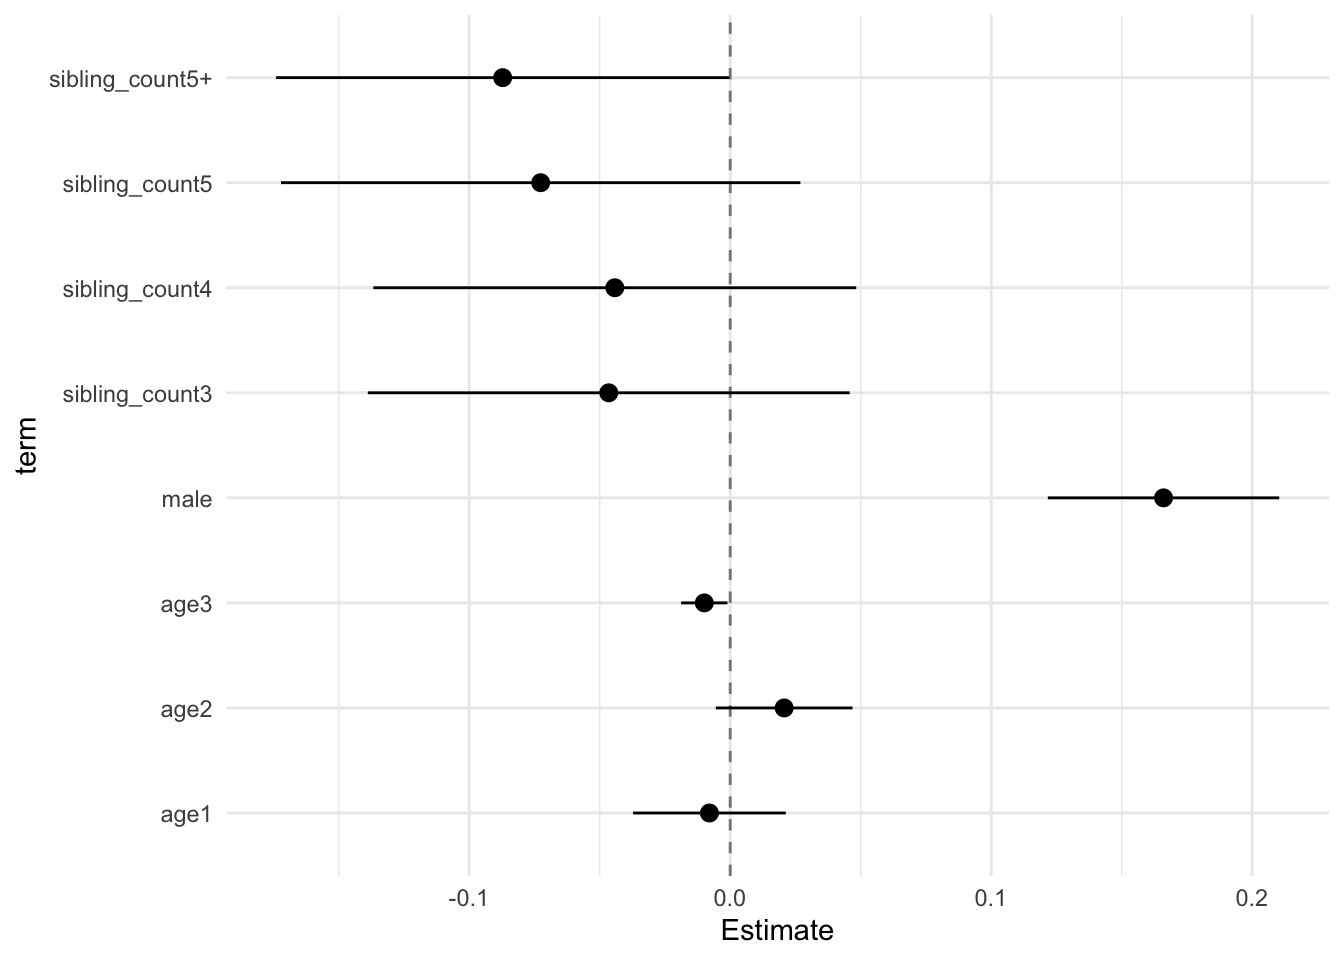 sibling_count5+
sibling_count5
sibling_count4
sibling_count3
term
male
age3
age2
age1
-0.1 0.0 0.1 0.2
Estimate